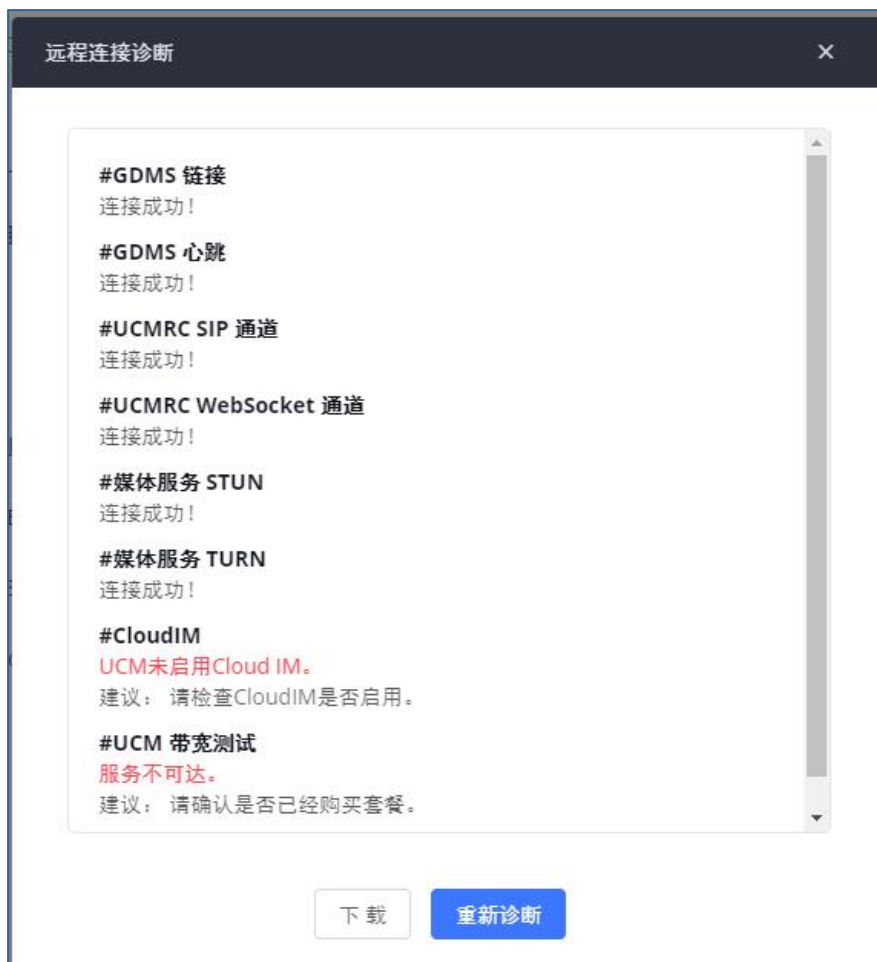 远程连接诊断
#GDMS 链接
连接成功！
#GDMS 心跳
连接成功！
#UCMRC SIP 通道
连接成功！
#UCMRC WebSocket 通道
连接成功！
#媒体服务 STUN
连接成功！
#媒体服务 TURN
连接成功！
#CloudIM
UCM未启用Cloud IM。
建议： 请检查CloudIM是否启用。
#UCM 带宽测试
服务不可达。
建议： 请确认是否已经购买套餐。
下 载 重新诊断